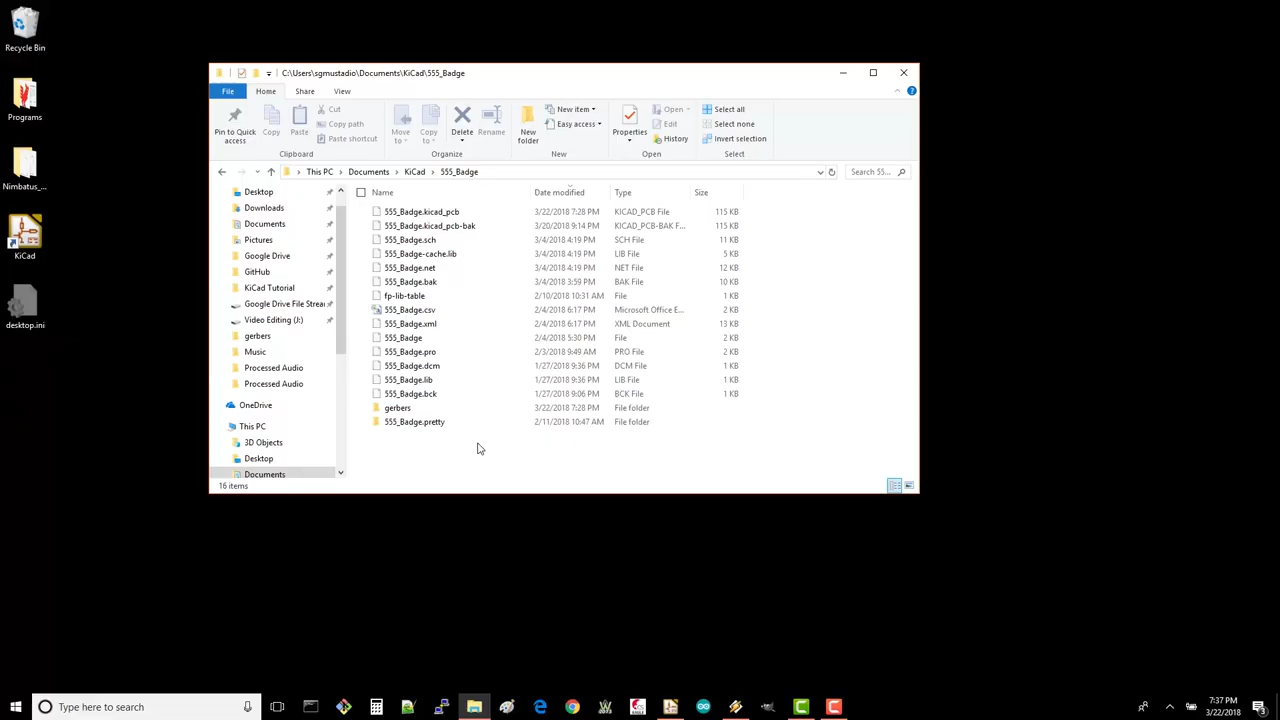 Recycle Bin
Programs
Nimbatus_...
KiCad
desktop.ini
C:\Users\sgmustadio\Documents\KiCad\555_Badge
File Home Share View
Pin to Quick access
Copy
Paste
Cut
Copy path
Paste shortcut
Clipboard
Move to
Copy to
Delete
Rename
Organize
New folder
New item
Easy access
New
Properties
Open
Edit
History
Open
Select all
Select none
Invert selection
Select
This PC Documents KiCad 555_Badge
Search 55...
Desktop
Downloads
Documents
Pictures
Google Drive
GitHub
KiCad Tutorial
Google Drive File Strea
Video Editing (J:)
gerbers
Music
Processed Audio
Processed Audio
OneDrive
This PC
3D Objects
Desktop
Documents
Name Date modified Type Size
555_Badge.kicad_pcb 3/22/2018 7:28 PM KICAD_PCB File 115 KB
555_Badge.kicad_pcb-bak 3/20/2018 9:14 PM KICAD_PCB-BAK F... 115 KB
555_Badge.sch 3/4/2018 4:19 PM SCH File 11 KB
555_Badge-cache.lib 3/4/2018 4:19 PM LIB File 5 KB
555_Badge.net 3/4/2018 4:19 PM NET File 12 KB
555_Badge.bak 3/4/2018 3:59 PM BAK File 10 KB
fp-lib-table 2/10/2018 10:31 AM File 1 KB
555_Badge.csv 2/4/2018 6:17 PM Microsoft Office E... 2 KB
555_Badge.xml 2/4/2018 6:17 PM XML Document 13 KB
555_Badge 2/4/2018 5:30 PM File 2 KB
555_Badge.pro 2/3/2018 9:49 AM PRO File 2 KB
555_Badge.dcm 1/27/2018 9:36 PM DCM File 1 KB
555_Badge.lib 1/27/2018 9:36 PM LIB File 1 KB
555_Badge.bck 1/27/2018 9:06 PM BCK File 1 KB
gerbers 3/22/2018 7:28 PM File folder
555_Badge.pretty 2/11/2018 10:47 AM File folder
16 items
Type here to search
7:37 PM
3/22/2018